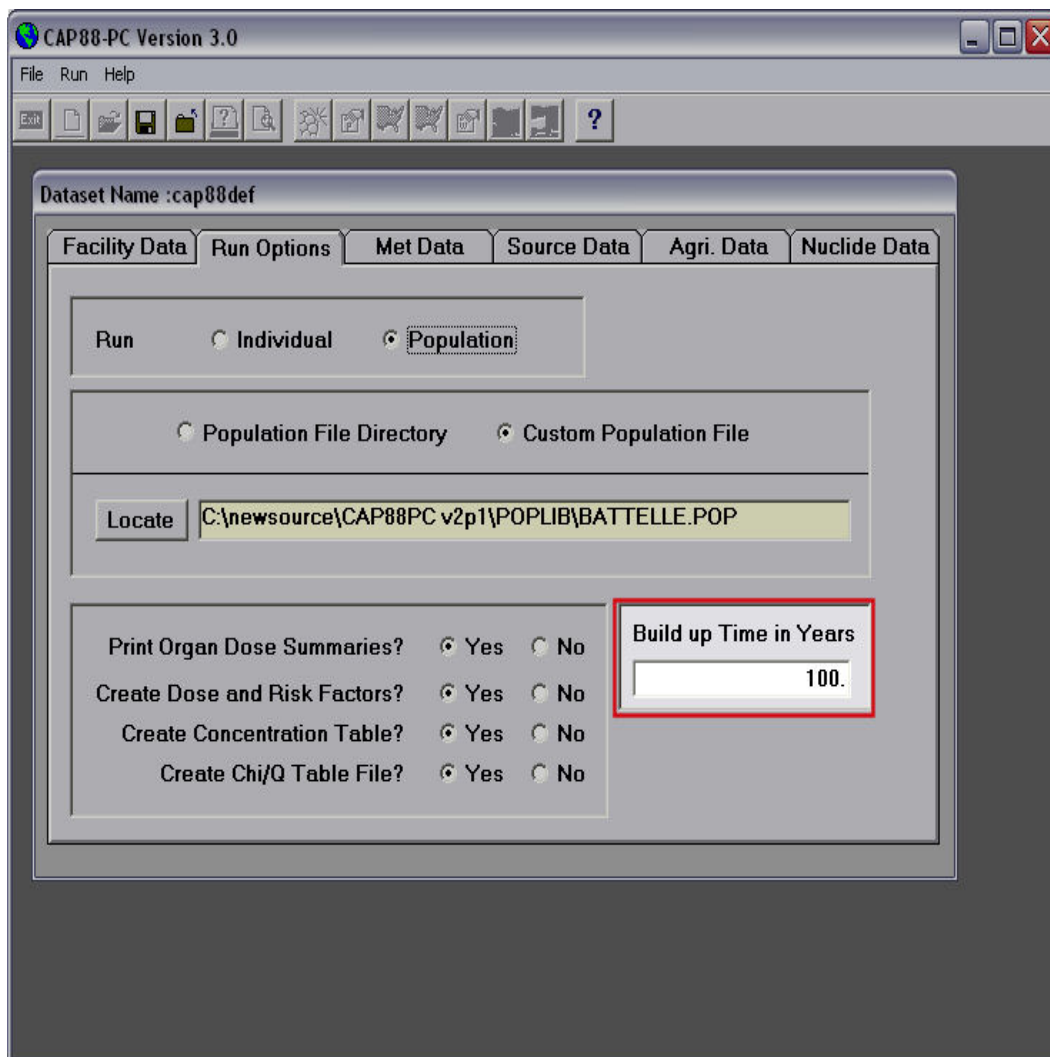 CAP88-PC Version 3.0
File Run Help
Exit ?
Dataset Name :cap88def
Facility Data Run Options Met Data Source Data Agri. Data Nuclide Data
Run Individual Population
Population File Directory Custom Population File
Locate C:\newsource\CAP88PC v2p1\POPLIB\BATTELLE.POP
Print Organ Dose Summaries? Yes No
Create Dose and Risk Factors? Yes No
Create Concentration Table? Yes No
Create Chi/Q Table File? Yes No
Build up Time in Years
100.